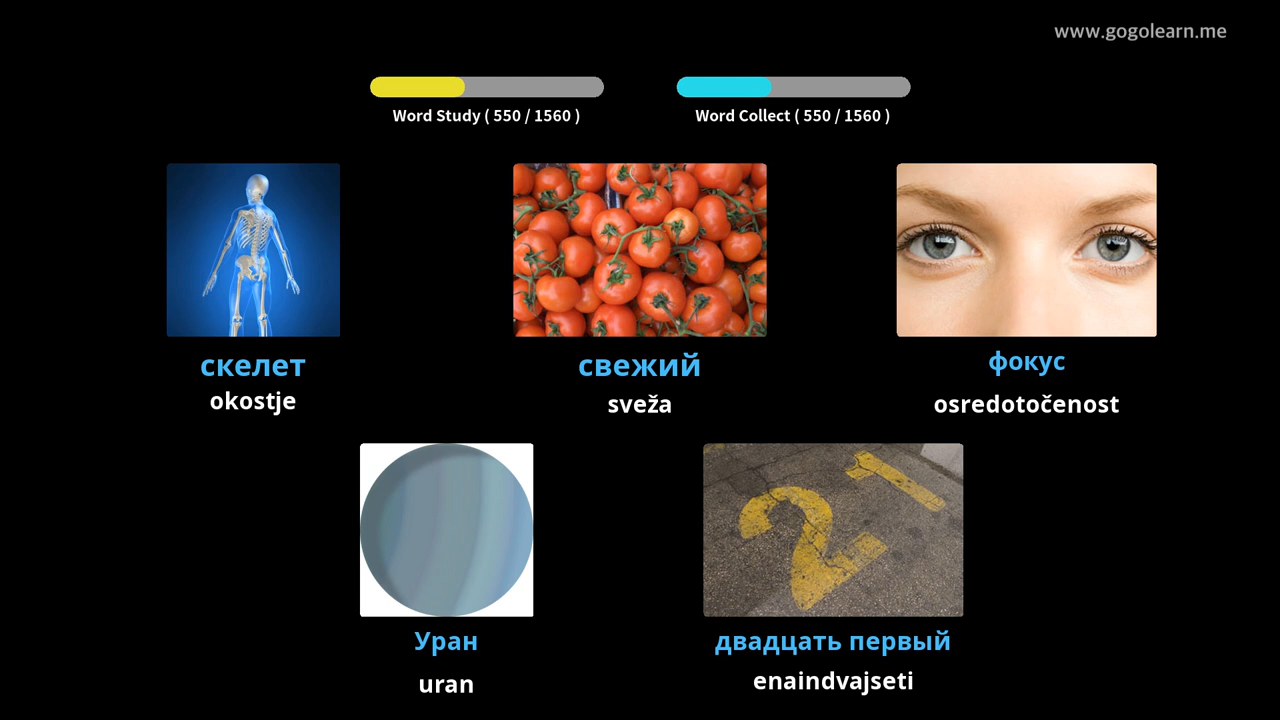 www.gogolearn.me
Word Study ( 550 / 1560 )
Word Collect ( 550 / 1560 )
скелет
okostje
свежий
sveža
фокус
osredotočenost
21
Уран
uran
двадцать первый
enaindvajseti